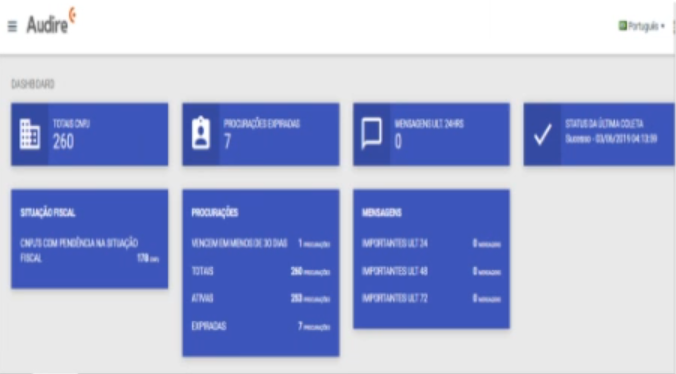 Audire
Português
DASHBOARD
TOTAIS CNPJ
260
PROCURAÇÕES EXPIRADAS
7
MENSAGENS ULT. 24HRS
0
STATUS DA ÚLTIMA COLETA
Sucesso - 03/06/2019 04:13:39
SITUAÇÃO FISCAL
CNPJ'S COM PENDÊNCIA NA SITUAÇÃO
FISCAL 178 CNPJ
PROCURAÇÕES
VENCEM EM MENOS DE 30 DIAS 1 PROCURAÇÕES
TOTAIS 260 PROCURAÇÕES
ATIVAS 253 PROCURAÇÕES
EXPIRADAS 7 PROCURAÇÕES
MENSAGENS
IMPORTANTES ULT 24 0 MENSAGENS
IMPORTANTES ULT 48 0 MENSAGENS
IMPORTANTES ULT 72 0 MENSAGENS